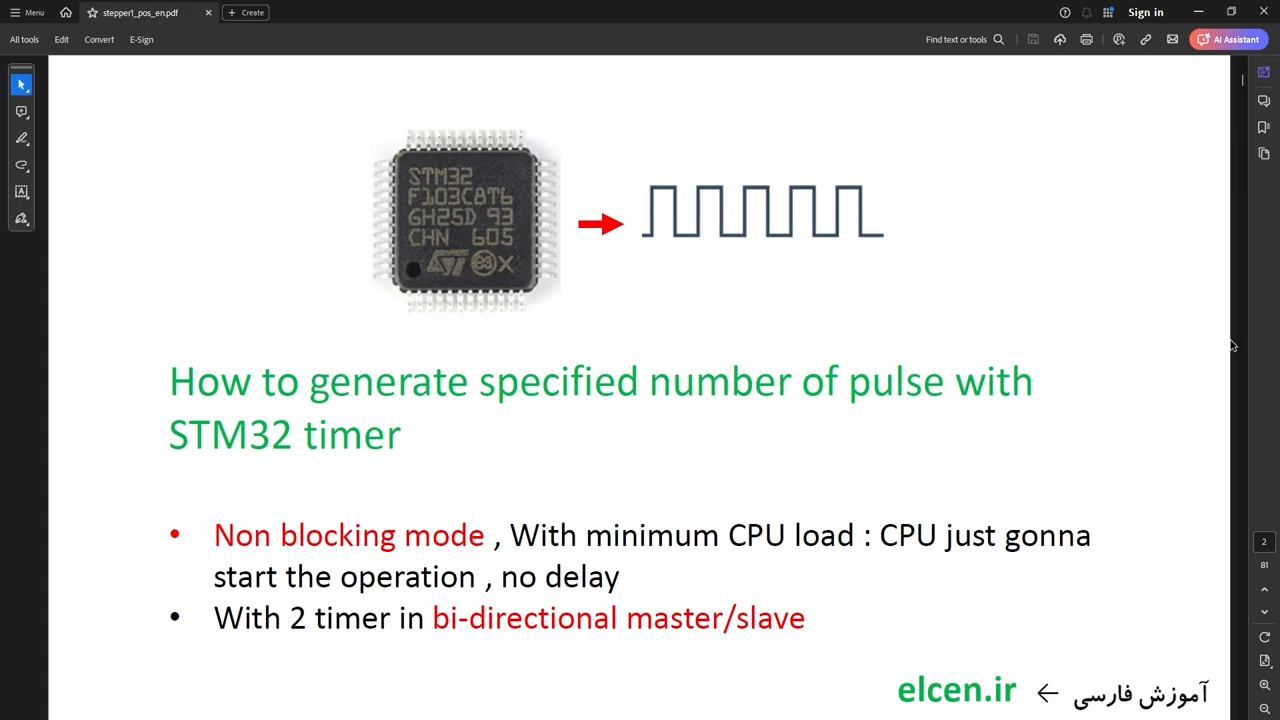 Menu
stepper1_pos_en.pdf
Create
Sign in
All tools
Edit
Convert
E-Sign
Find text or tools
AI Assistant
STM32
F103C8T6
GH25D 93
CHN 605
ST e3 X
How to generate specified number of pulse with
STM32 timer
• Non blocking mode , With minimum CPU load : CPU just gonna
start the operation , no delay
• With 2 timer in bi-directional master/slave
elcen.ir ← آموزش فارسی
2
81